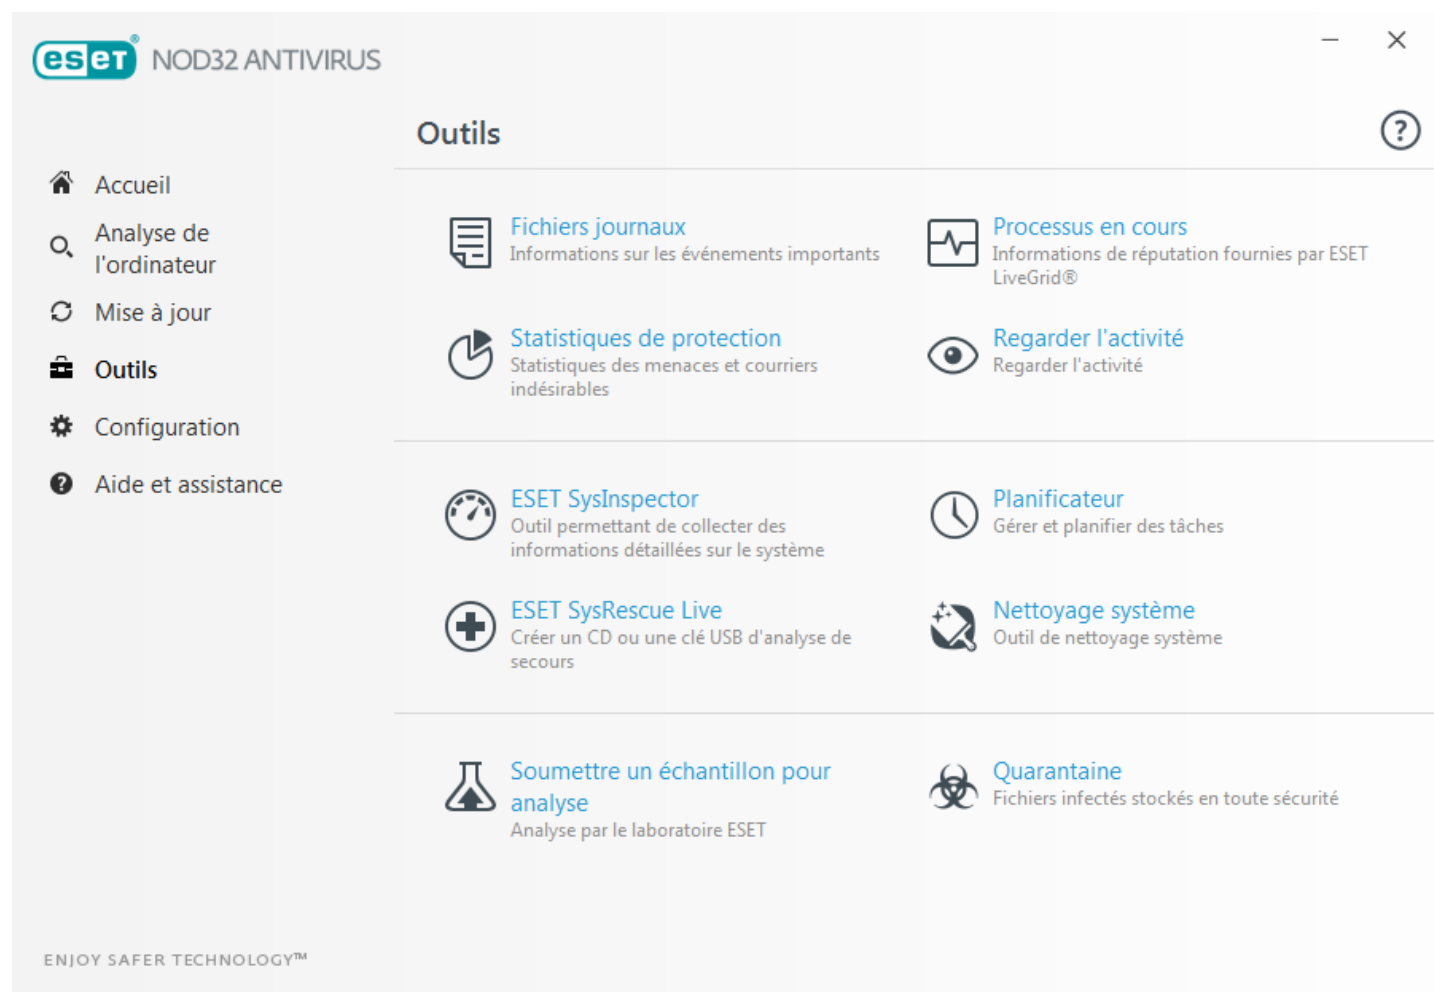 eset® NOD32 ANTIVIRUS
Outils
?
Accueil
Analyse de
l'ordinateur
Mise à jour
Outils
Configuration
Aide et assistance
Fichiers journaux
Informations sur les événements importants
Processus en cours
Informations de réputation fournies par ESET
LiveGrid®
Statistiques de protection
Statistiques des menaces et courriers
indésirables
Regarder l'activité
Regarder l'activité
ESET SysInspector
Outil permettant de collecter des
informations détaillées sur le système
Planificateur
Gérer et planifier des tâches
ESET SysRescue Live
Créer un CD ou une clé USB d'analyse de
secours
Nettoyage système
Outil de nettoyage système
Soumettre un échantillon pour
analyse
Analyse par le laboratoire ESET
Quarantaine
Fichiers infectés stockés en toute sécurité
ENJOY SAFER TECHNOLOGY™